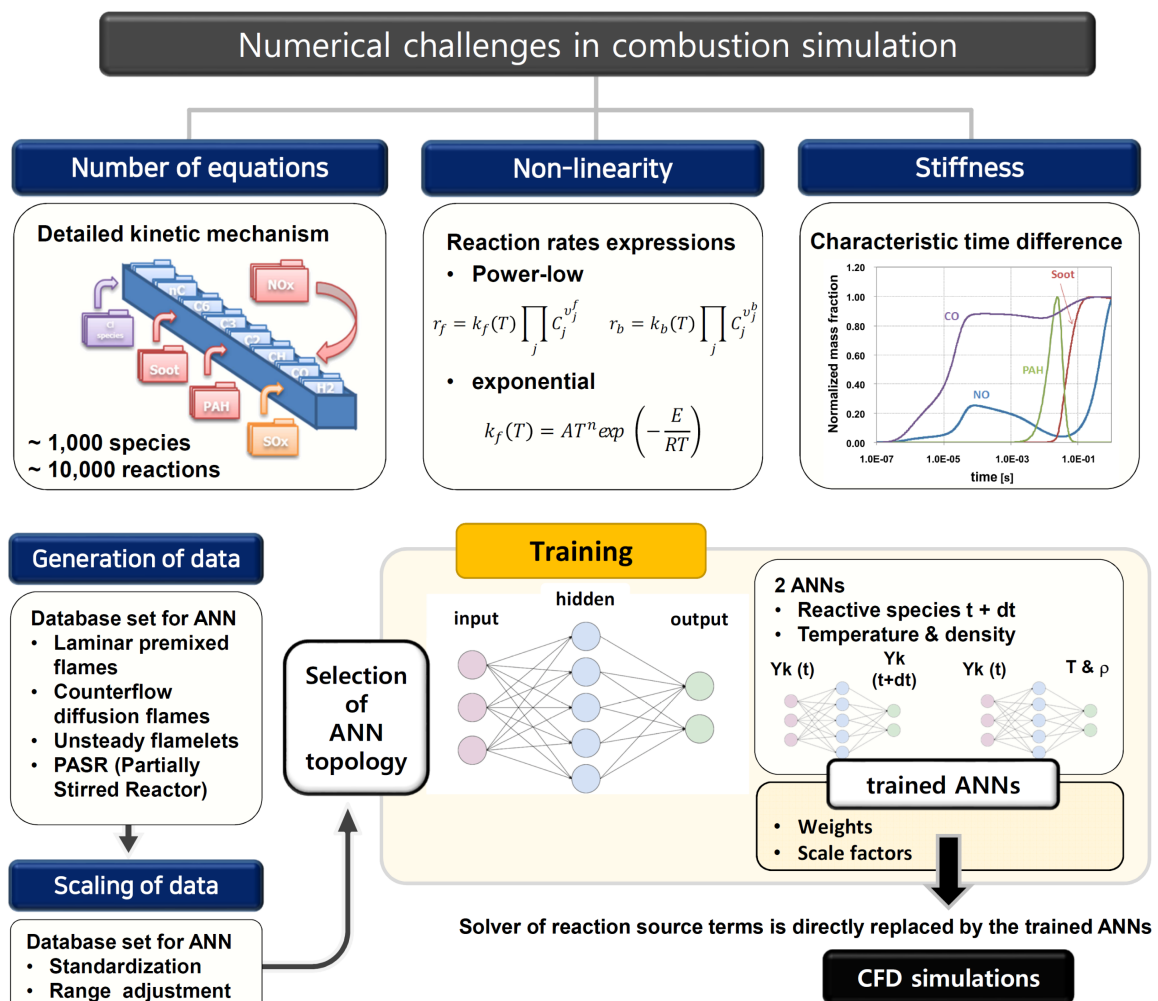 Numerical challenges in combustion simulation
Number of equations
Detailed kinetic mechanism
nC
C6
C3
C2
CH
CO
H2
NOx
Cl
species
Soot
PAH
SOx
~ 1,000 species
~ 10,000 reactions
Non-linearity
Reaction rates expressions
• Power-low
r_f = k_f(T) ∏_j C_j^{υ_j^f}    r_b = k_b(T) ∏_j C_j^{υ_j^b}
• exponential
k_f(T) = AT^n exp (−E/RT)
Stiffness
Characteristic time difference
Normalized mass fraction
1.20
1.00
0.80
0.60
0.40
0.20
0.00
Soot
CO
PAH
NO
1.0E-07 1.0E-05 1.0E-03 1.0E-01
time [s]
Generation of data
Database set for ANN
• Laminar premixed
flames
• Counterflow
diffusion flames
• Unsteady flamelets
• PASR (Partially
Stirred Reactor)
Scaling of data
Database set for ANN
• Standardization
• Range adjustment
Selection
of
ANN
topology
Training
input
hidden
output
2 ANNs
• Reactive species t + dt
• Temperature & density
Yk (t)
Yk
(t+dt)
Yk (t)
T & ρ
trained ANNs
• Weights
• Scale factors
Solver of reaction source terms is directly replaced by the trained ANNs
CFD simulations